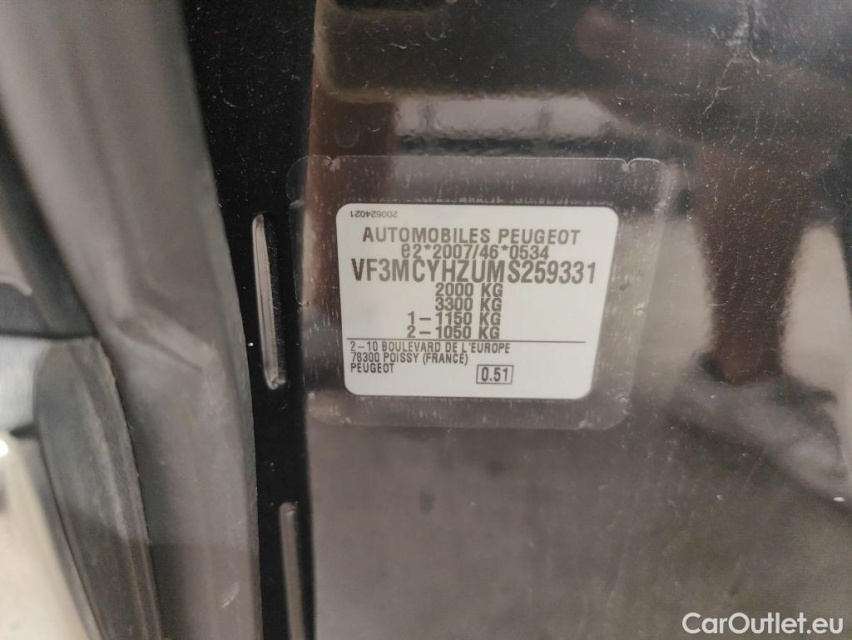 200624021
AUTOMOBILES PEUGEOT
e2*2007/46*0534
VF3MCYHZUMS259331
2000 KG
3300 KG
1-1150 KG
2-1050 KG
2-10 BOULEVARD DE L'EUROPE
78300 POISSY (FRANCE)
PEUGEOT
0.51
CarOutlet.eu